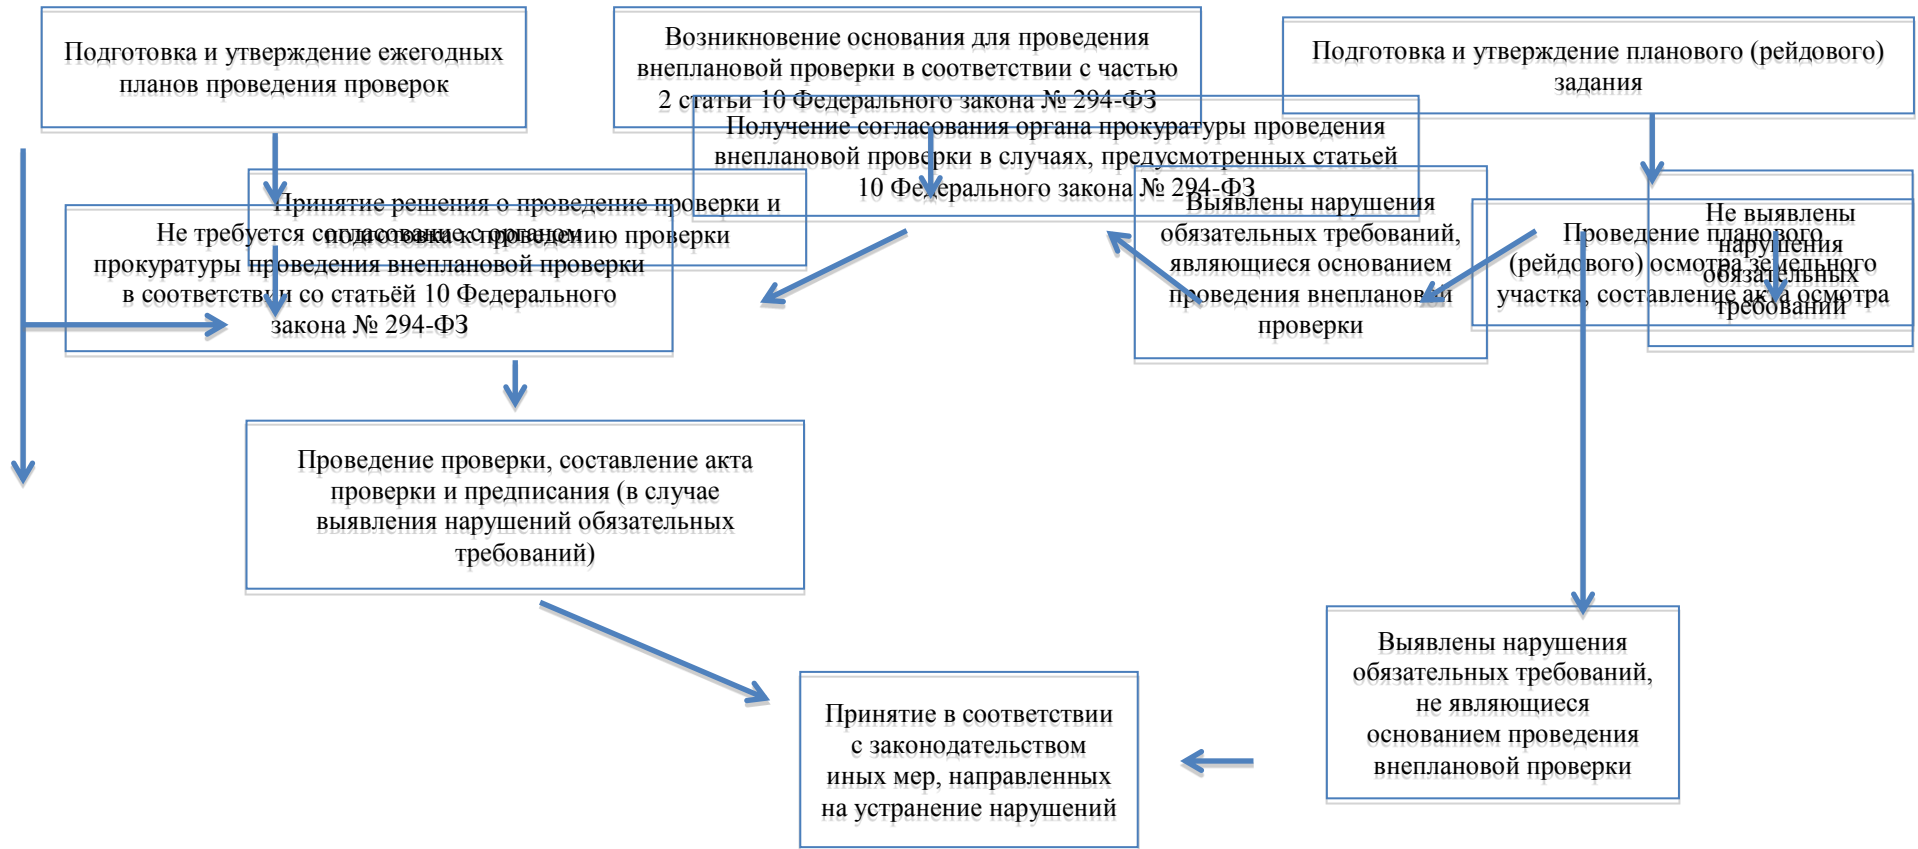 Подготовка и утверждение ежегодных
планов проведения проверок
Возникновение основания для проведения
внеплановой проверки в соответствии с частью
2 статьи 10 Федерального закона № 294-ФЗ
Подготовка и утверждение планового (рейдового)
задания
Получение согласования органа прокуратуры проведения
внеплановой проверки в случаях, предусмотренных статьей
10 Федерального закона № 294-ФЗ
Принятие решения о проведение проверки и
подготовка к проведению проверки
Не требуется согласование с органом
прокуратуры проведения внеплановой проверки
в соответствии со статьёй 10 Федерального
закона № 294-ФЗ
Выявлены нарушения
обязательных требований,
являющиеся основанием
проведения внеплановой
проверки
Проведение планового
(рейдового) осмотра земельного
участка, составление акта осмотра
Не выявлены
нарушения
обязательных
требований
Проведение проверки, составление акта
проверки и предписания (в случае
выявления нарушений обязательных
требований)
Выявлены нарушения
обязательных требований,
не являющиеся
основанием проведения
внеплановой проверки
Принятие в соответствии
с законодательством
иных мер, направленных
на устранение нарушений